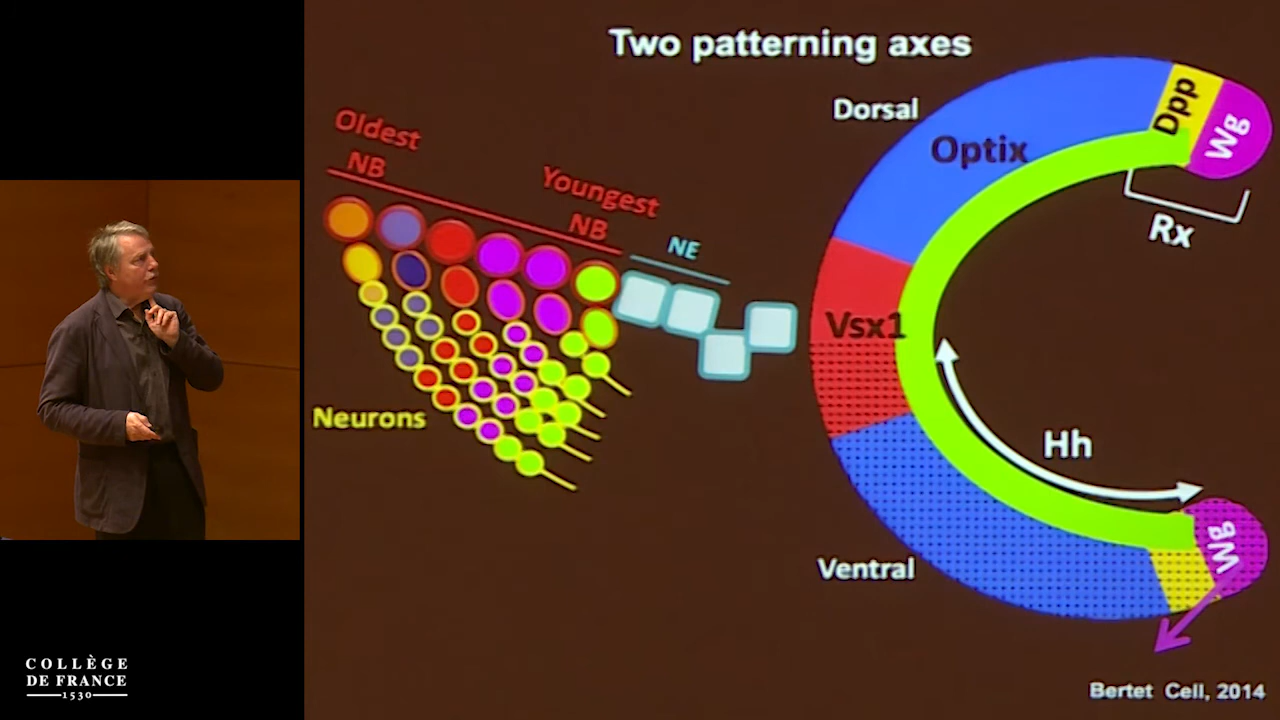 Two patterning axes
Oldest
NB
Youngest
NB
NE
Neurons
Dorsal
Optix
Dpp
Wg
Rx
Vsx1
Hh
Ventral
Wg
Bertet Cell, 2014
COLLÈGE
DE FRANCE
1530